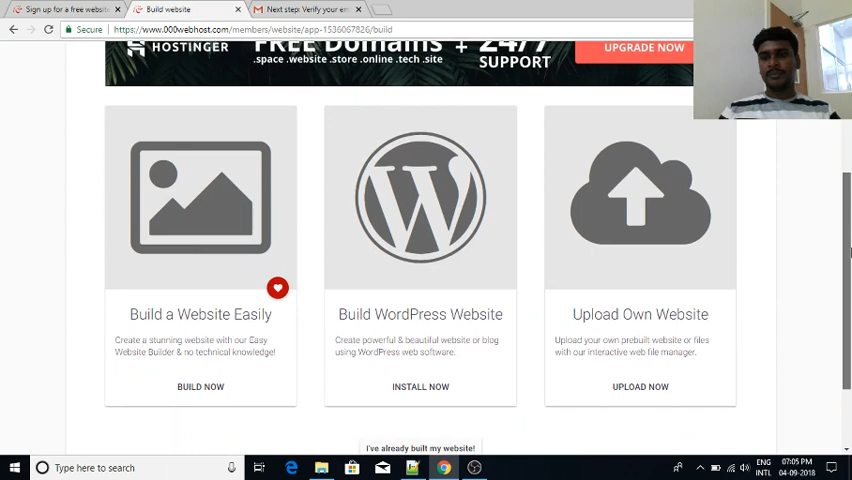 Sign up for a free websit
Build website
Next step: Verify your em
Secure
https://www.000webhost.com/members/website/app-1536067826/build
HOSTINGER
FREE Domains + 24/7
.space .website .store .online .tech .site
SUPPORT
UPGRADE NOW
W
Build a Website Easily
Create a stunning website with our Easy
Website Builder & no technical knowledge!
BUILD NOW
Build WordPress Website
Create powerful & beautiful website or blog
using WordPress web software.
INSTALL NOW
Upload Own Website
Upload your own prebuilt website or files
with our interactive web file manager.
UPLOAD NOW
I've already built my website!
Type here to search
ENG
INTL
07:05 PM
04-09-2018